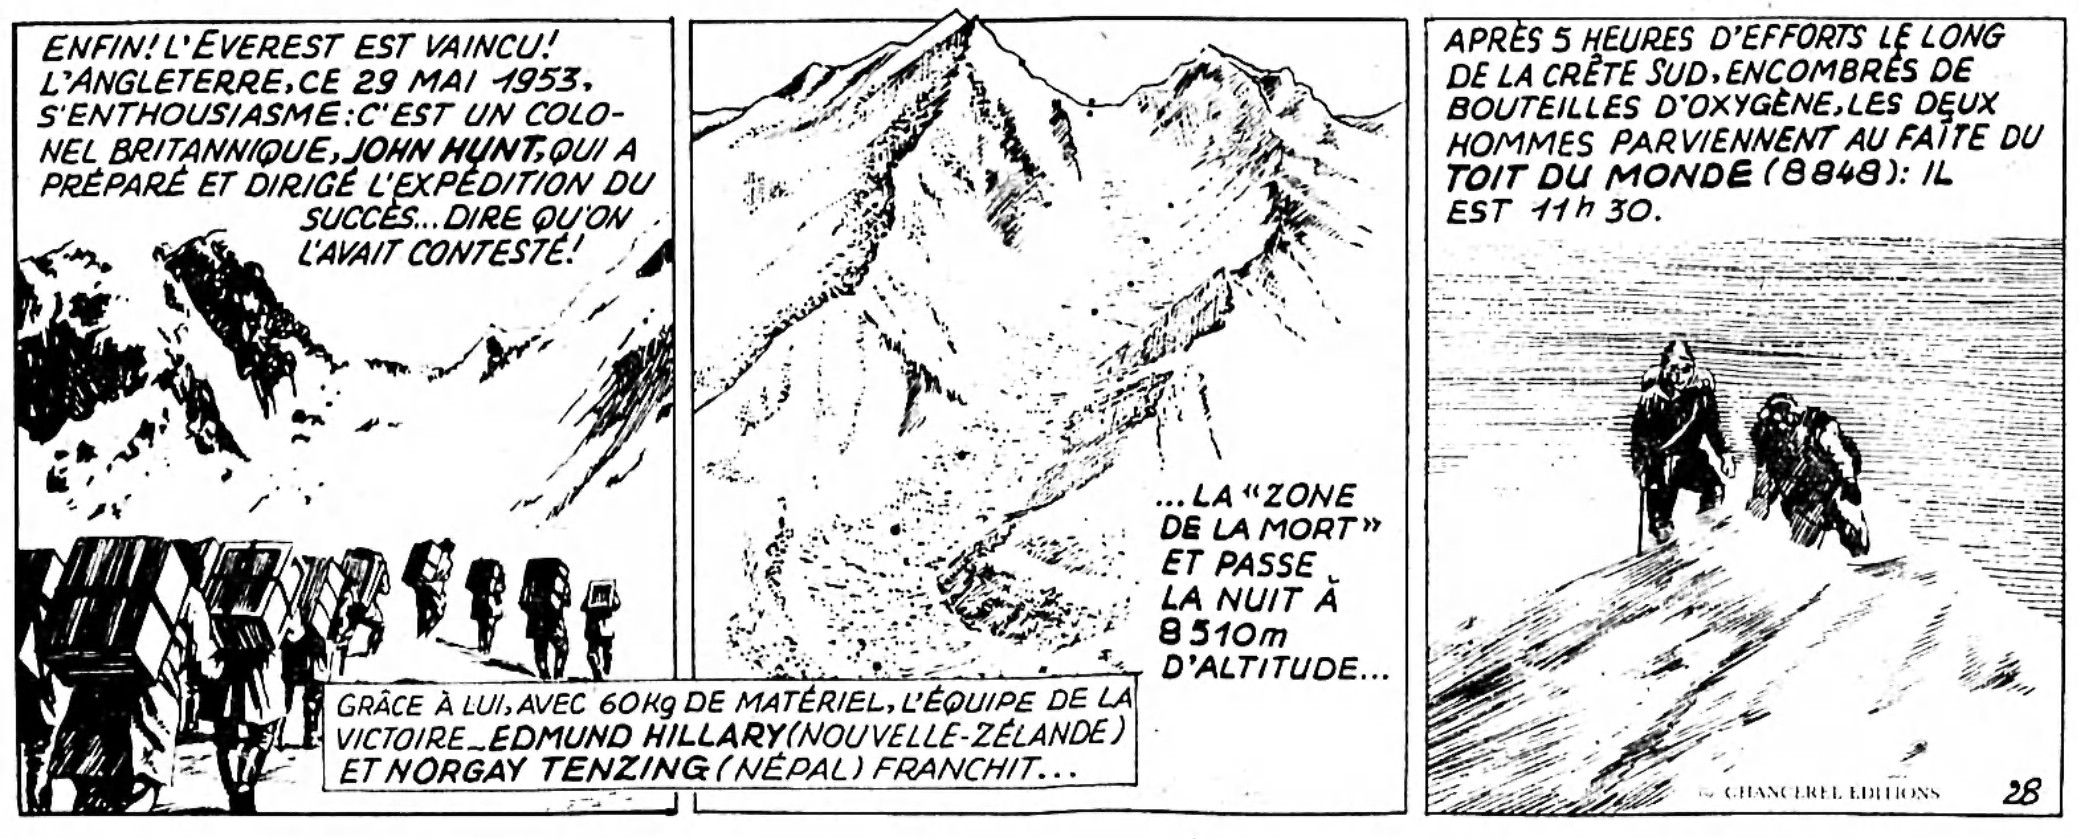 ENFIN! L'EVEREST EST VAINCU!
L'ANGLETERRE, CE 29 MAI 1953,
S'ENTHOUSIASME: C'EST UN COLO-
NEL BRITANNIQUE, JOHN HUNT, QUI A
PRÉPARÉ ET DIRIGÉ L'EXPÉDITION DU
SUCCÈS... DIRE QU'ON
L'AVAIT CONTESTÉ!
GRÂCE À LUI, AVEC 60Kg DE MATÉRIEL, L'ÉQUIPE DE LA
VICTOIRE_EDMUND HILLARY (NOUVELLE-ZÉLANDE)
ET NORGAY TENZING (NÉPAL) FRANCHIT...
...LA "ZONE
DE LA MORT"
ET PASSE
LA NUIT À
8510m
D'ALTITUDE...
APRÈS 5 HEURES D'EFFORTS LE LONG
DE LA CRÊTE SUD, ENCOMBRÉS DE
BOUTEILLES D'OXYGÈNE, LES DEUX
HOMMES PARVIENNENT AU FAÎTE DU
TOIT DU MONDE (8848): IL
EST 11h 30.
© CHANCEREL EDITIONS
28